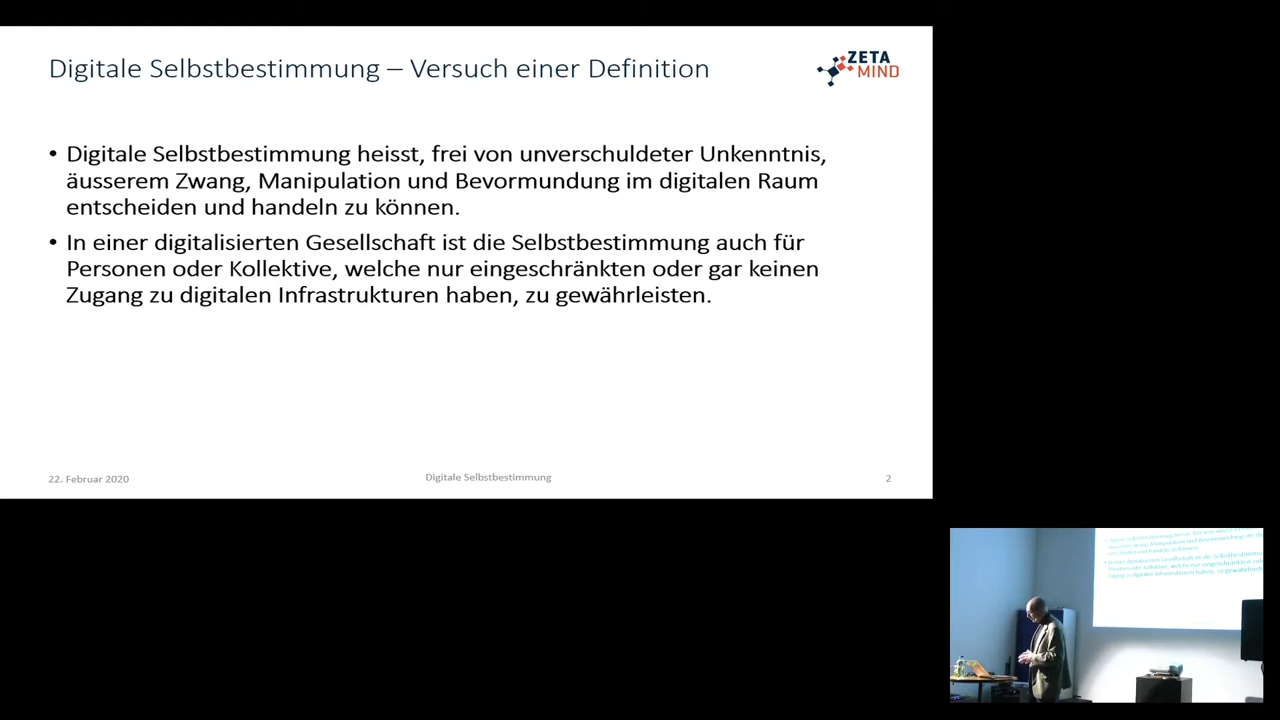 Digitale Selbstbestimmung – Versuch einer Definition
ZETA
MIND
• Digitale Selbstbestimmung heisst, frei von unverschuldeter Unkenntnis,
äusserem Zwang, Manipulation und Bevormundung im digitalen Raum
entscheiden und handeln zu können.
• In einer digitalisierten Gesellschaft ist die Selbstbestimmung auch für
Personen oder Kollektive, welche nur eingeschränkten oder gar keinen
Zugang zu digitalen Infrastrukturen haben, zu gewährleisten.
22. Februar 2020
Digitale Selbstbestimmung
2